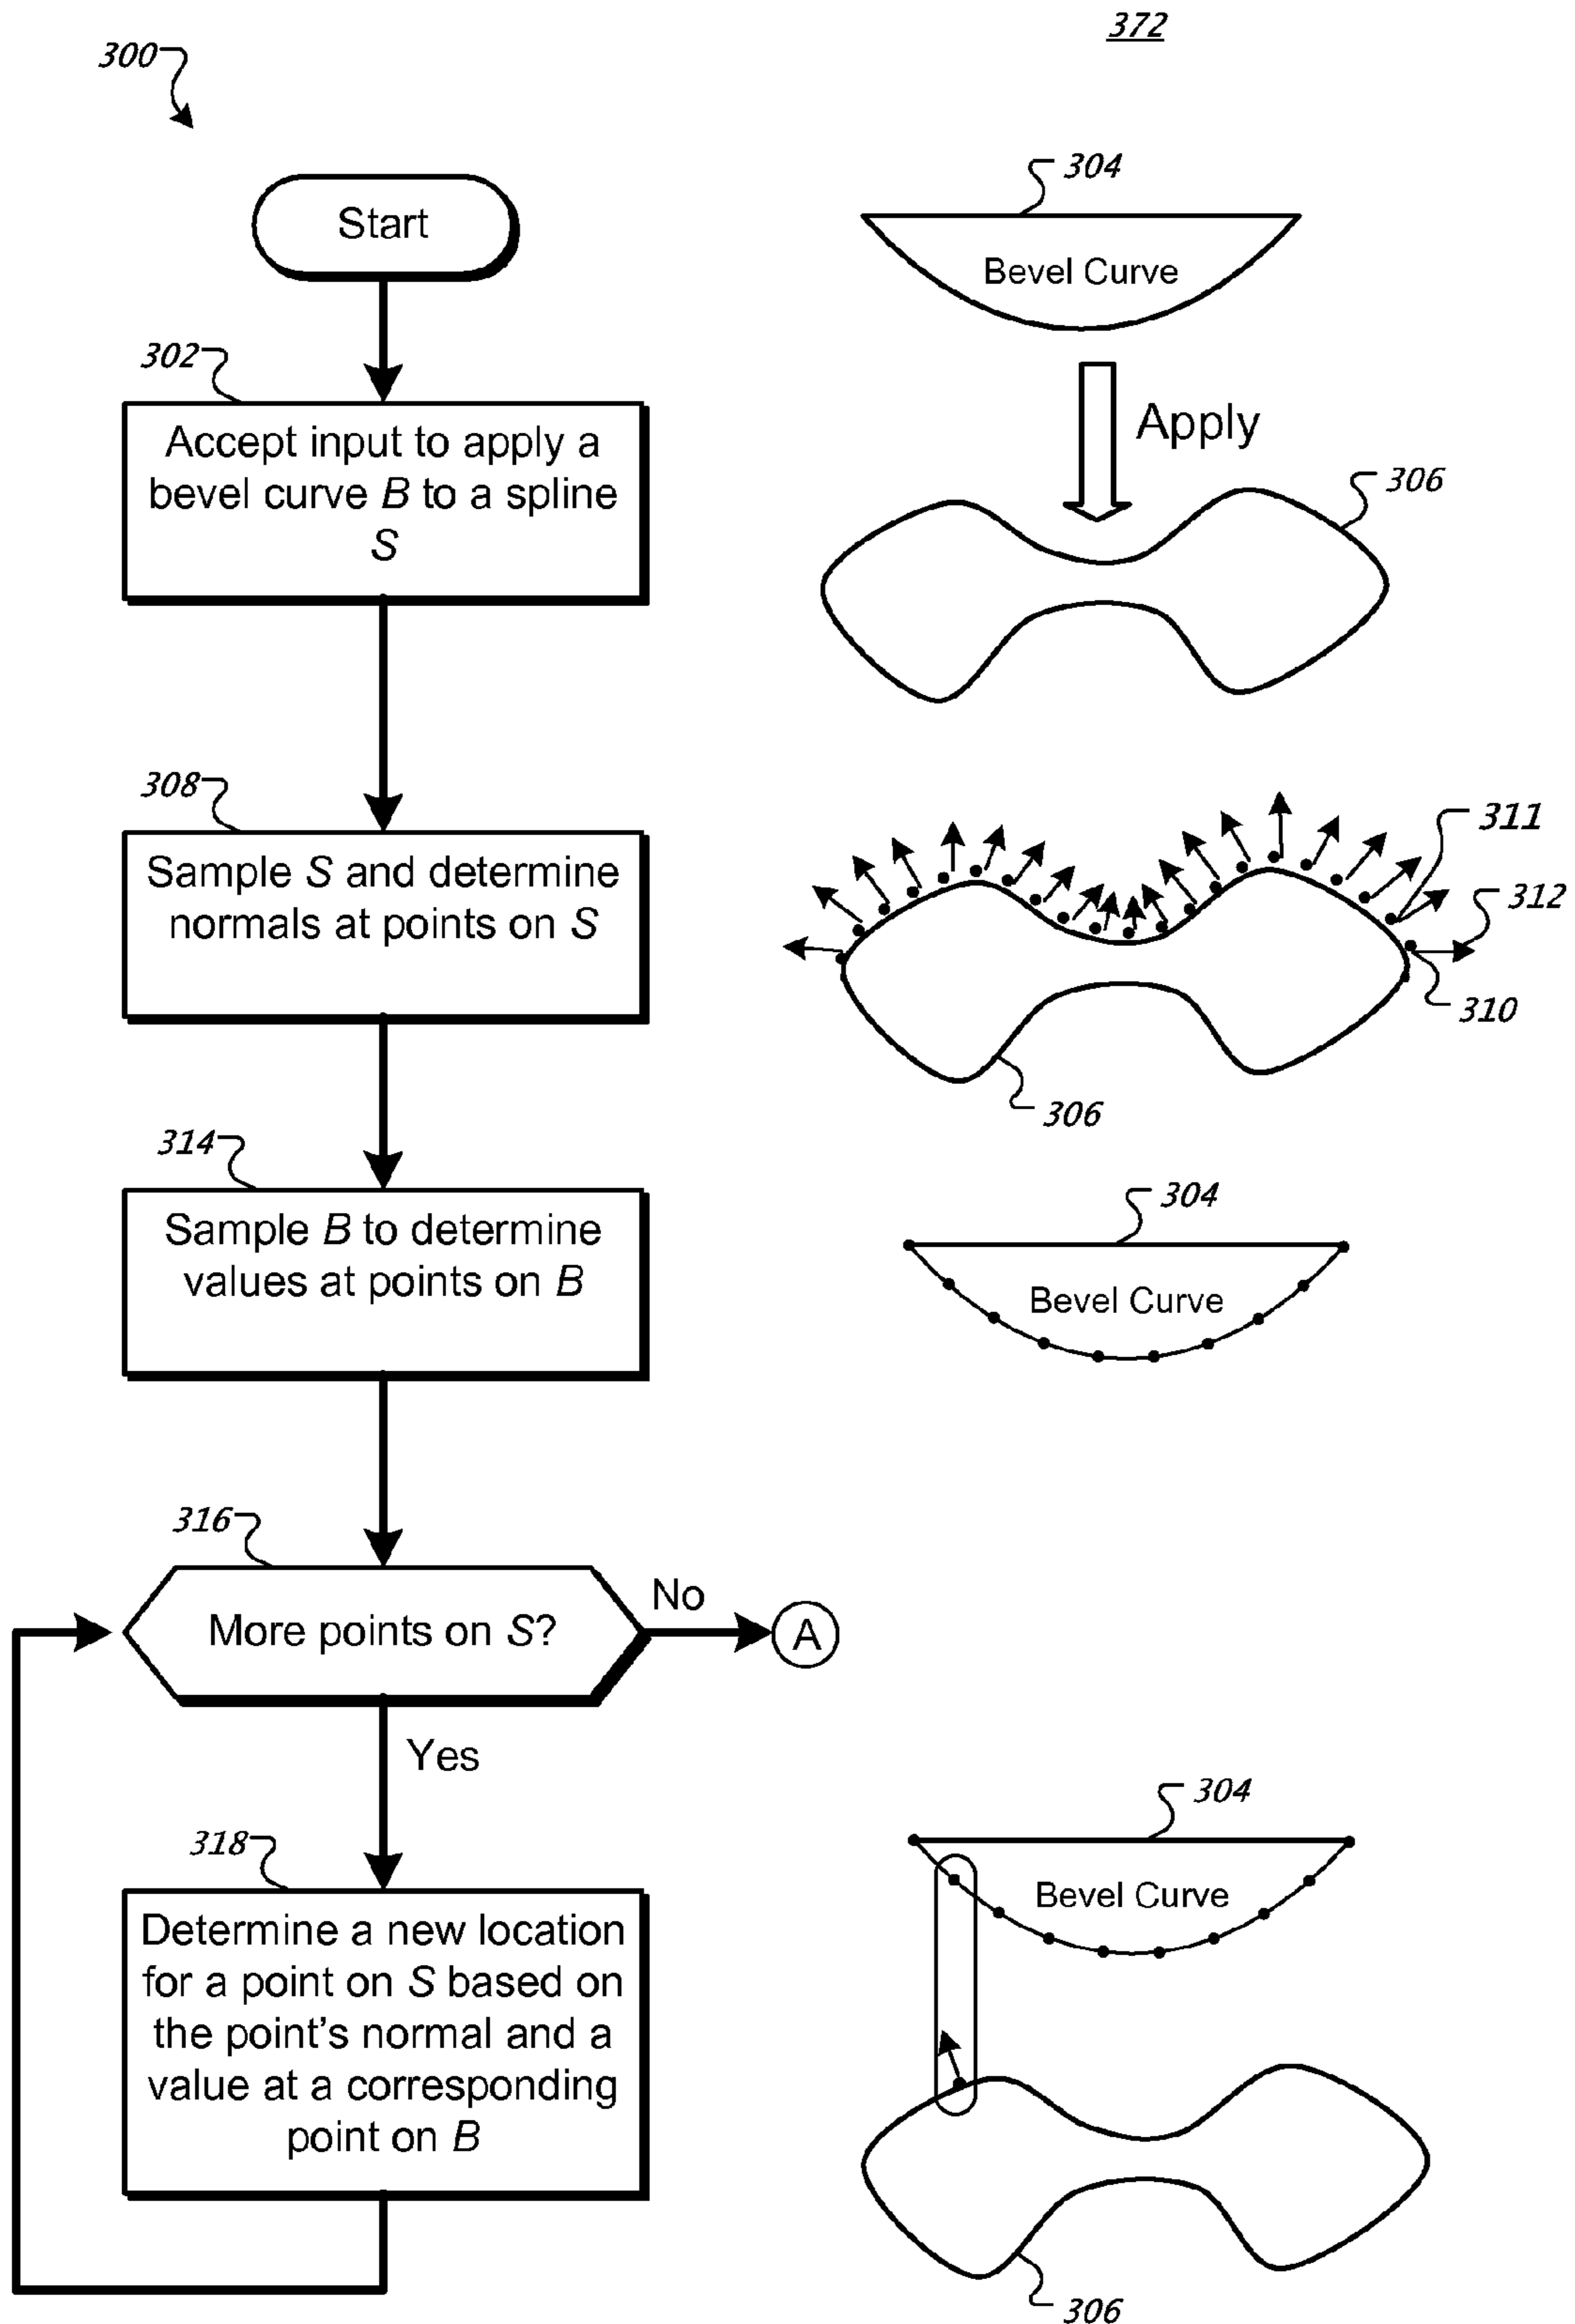 372
300
Start
304
Bevel Curve
302
Accept input to apply a
bevel curve B to a spline
S
Apply
306
308
Sample S and determine
normals at points on S
311
312
310
306
314
Sample B to determine
values at points on B
304
Bevel Curve
316
More points on S?
No
A
Yes
304
Bevel Curve
318
Determine a new location
for a point on S based on
the point's normal and a
value at a corresponding
point on B
306